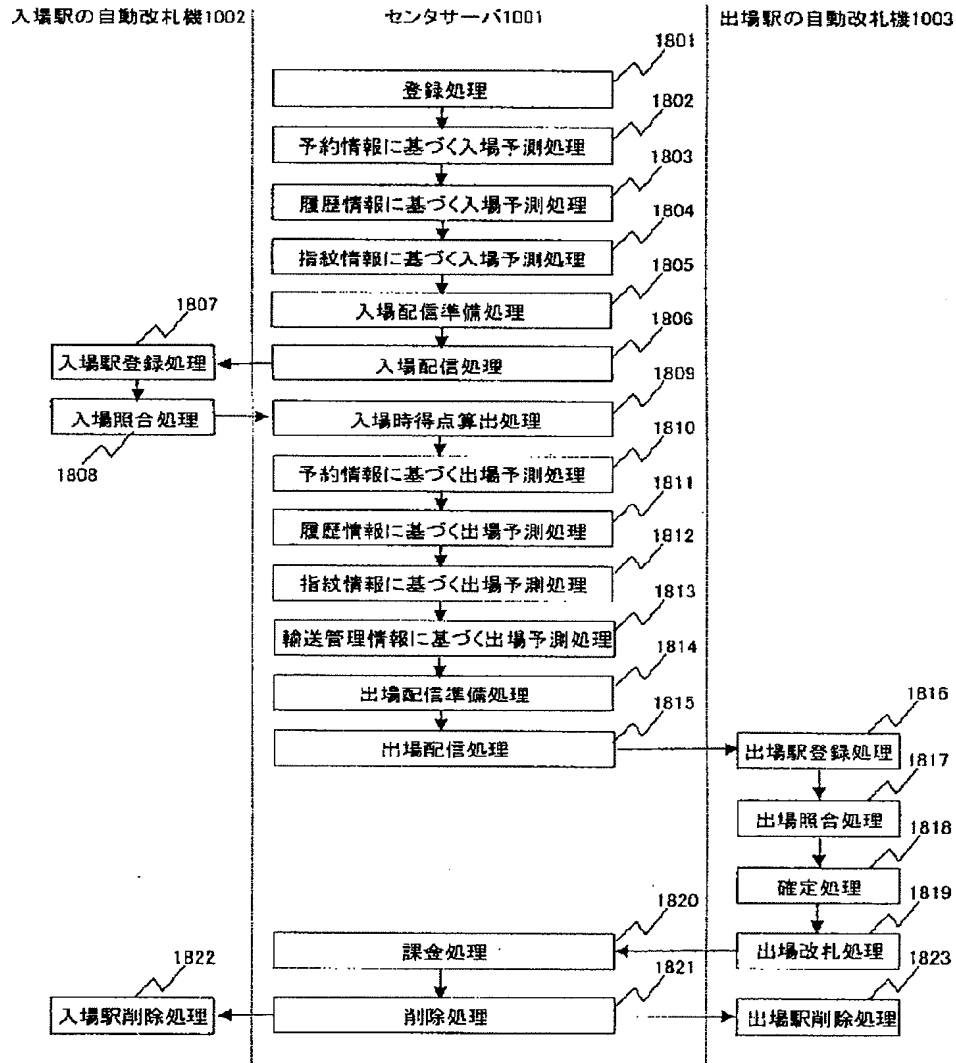 入場駅の自動改札機1002
センタサーバ1001
出場駅の自動改札機1003
1801
登録処理
1802
予約情報に基づく入場予測処理
1803
履歴情報に基づく入場予測処理
1804
指紋情報に基づく入場予測処理
1805
入場配信準備処理
1806
入場配信処理
1807
入場駅登録処理
1808
入場照合処理
1809
入場時得点算出処理
1810
予約情報に基づく出場予測処理
1811
履歴情報に基づく出場予測処理
1812
指紋情報に基づく出場予測処理
1813
輸送管理情報に基づく出場予測処理
1814
出場配信準備処理
1815
出場配信処理
1816
出場駅登録処理
1817
出場照合処理
1818
確定処理
1819
出場改札処理
1820
課金処理
1821
削除処理
1822
入場駅削除処理
1823
出場駅削除処理